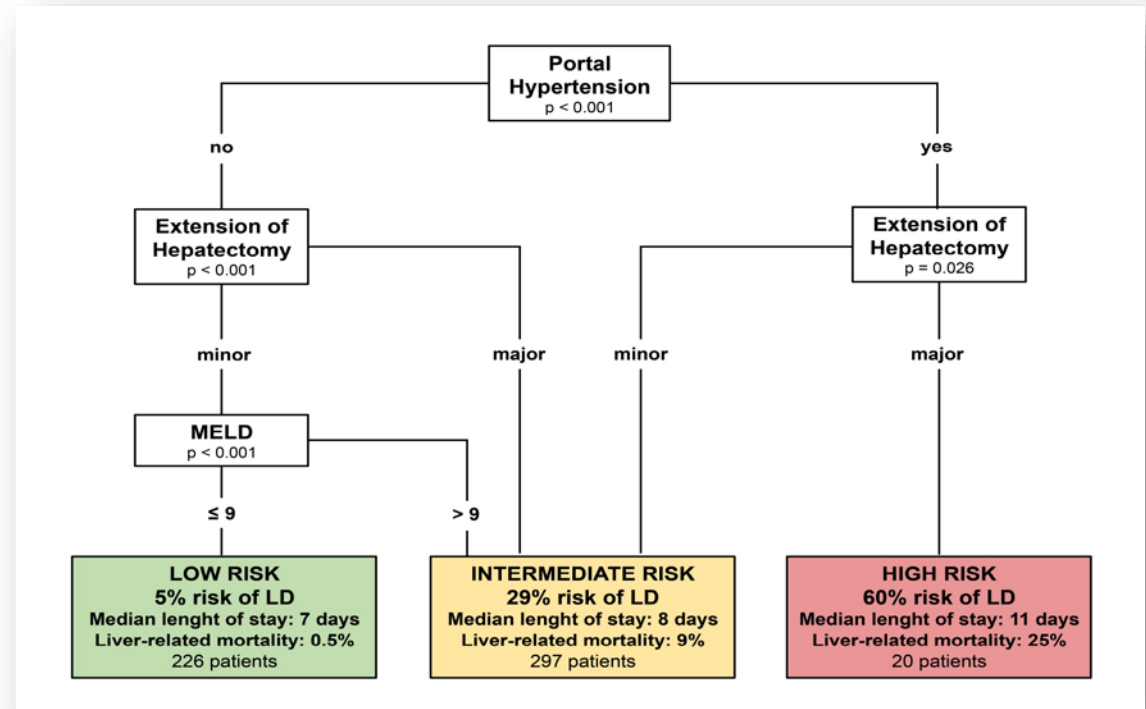 Portal
Hypertension
p < 0.001
no
yes
Extension of
Hepatectomy
p < 0.001
Extension of
Hepatectomy
p = 0.026
minor
major
minor
major
MELD
p < 0.001
≤ 9
> 9
LOW RISK
5% risk of LD
Median lenght of stay: 7 days
Liver-related mortality: 0.5%
226 patients
INTERMEDIATE RISK
29% risk of LD
Median lenght of stay: 8 days
Liver-related mortality: 9%
297 patients
HIGH RISK
60% risk of LD
Median lenght of stay: 11 days
Liver-related mortality: 25%
20 patients